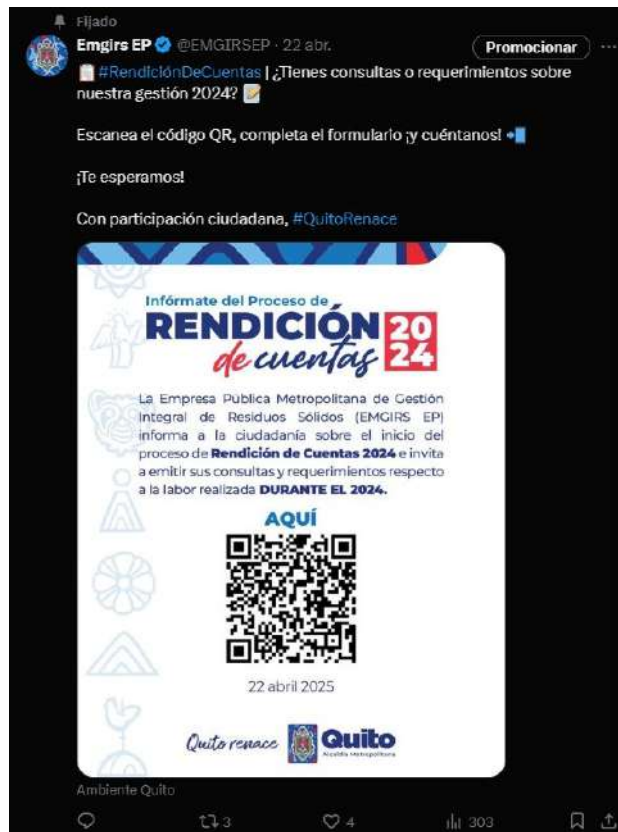 Fijado
Emgirs EP @EMGIRSEP · 22 abr.
Promocionar
#RendiciónDeCuentas | ¿Tienes consultas o requerimientos sobre
nuestra gestión 2024?
Escanea el código QR, completa el formulario ¡y cuéntanos!
¡Te esperamos!
Con participación ciudadana, #QuitoRenace
Infórmate del Proceso de
RENDICIÓN
de cuentas
20
24
La Empresa Pública Metropolitana de Gestión
Integral de Residuos Sólidos (EMGIRS EP)
informa a la ciudadanía sobre el inicio del
proceso de Rendición de Cuentas 2024 e invita
a emitir sus consultas y requerimientos respecto
a la labor realizada DURANTE EL 2024.
AQUÍ
22 abril 2025
Quito renace
Quito
Alcaldía Metropolitana
Ambiente Quito
3
4
303